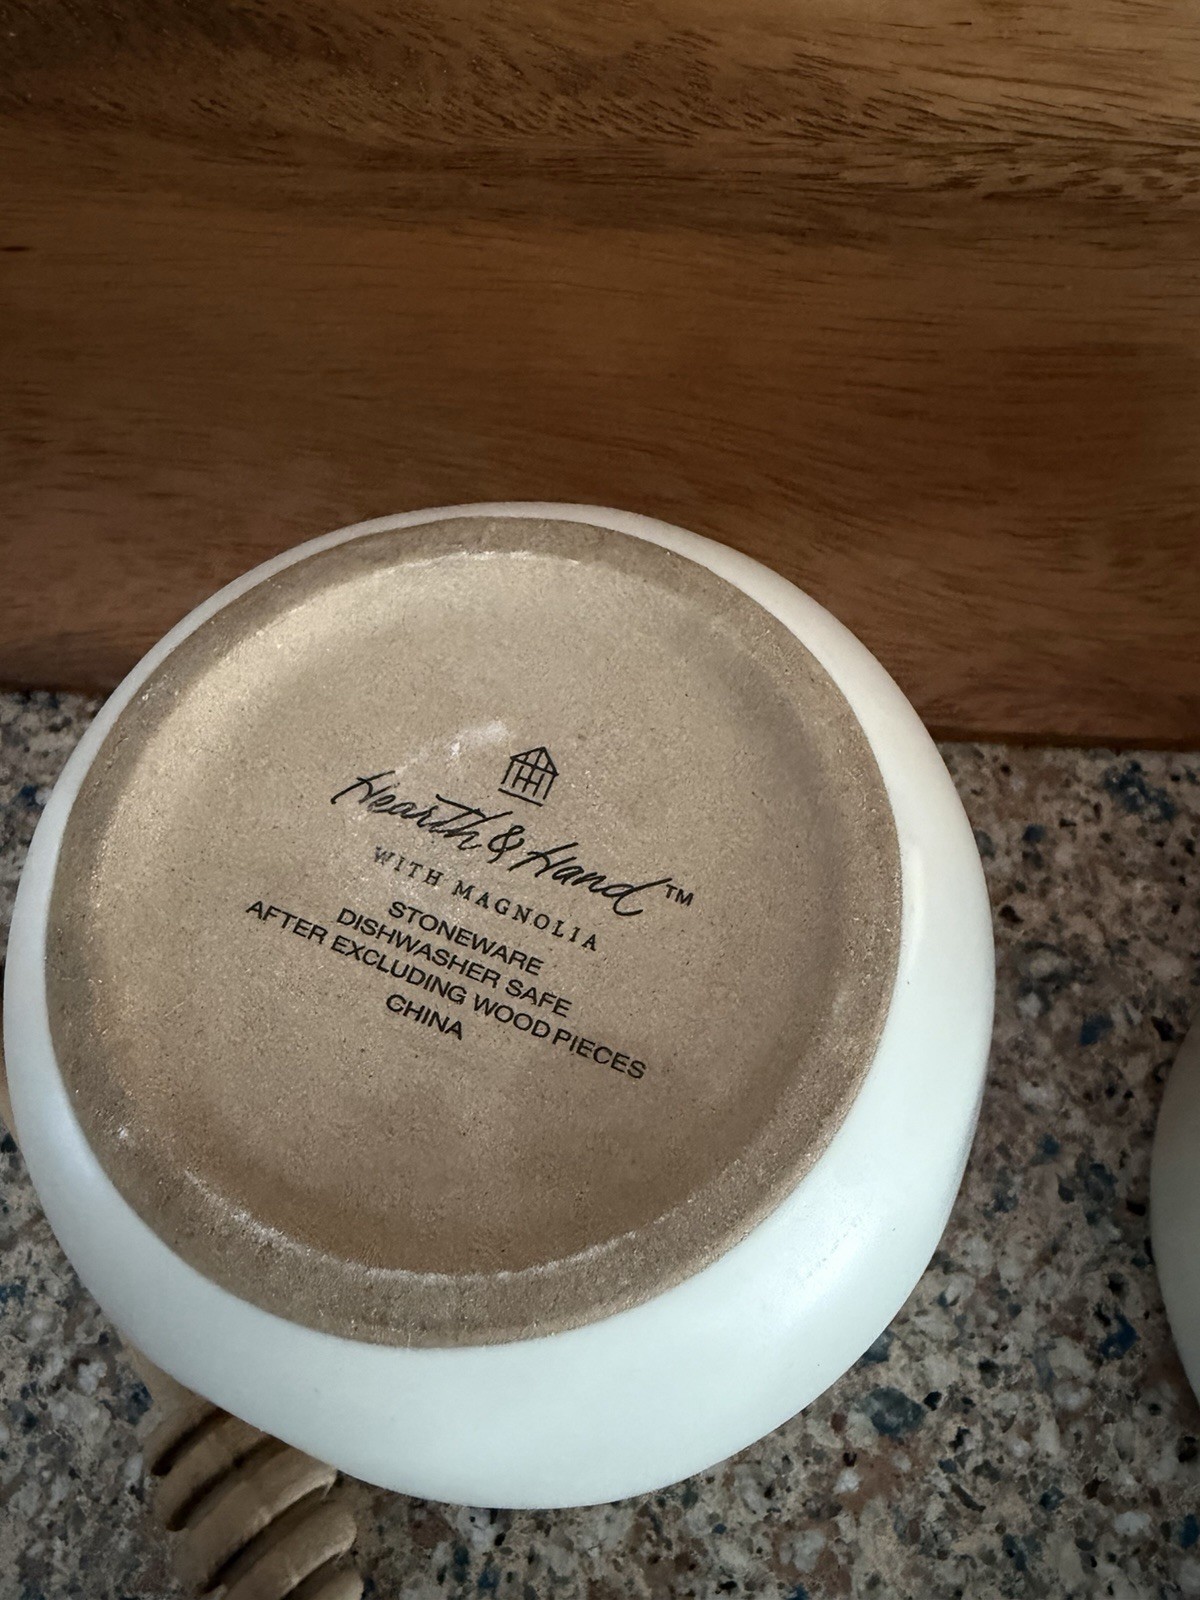 Hearth & Hand™
WITH MAGNOLIA
STONEWARE
DISHWASHER SAFE
AFTER EXCLUDING WOOD PIECES
CHINA